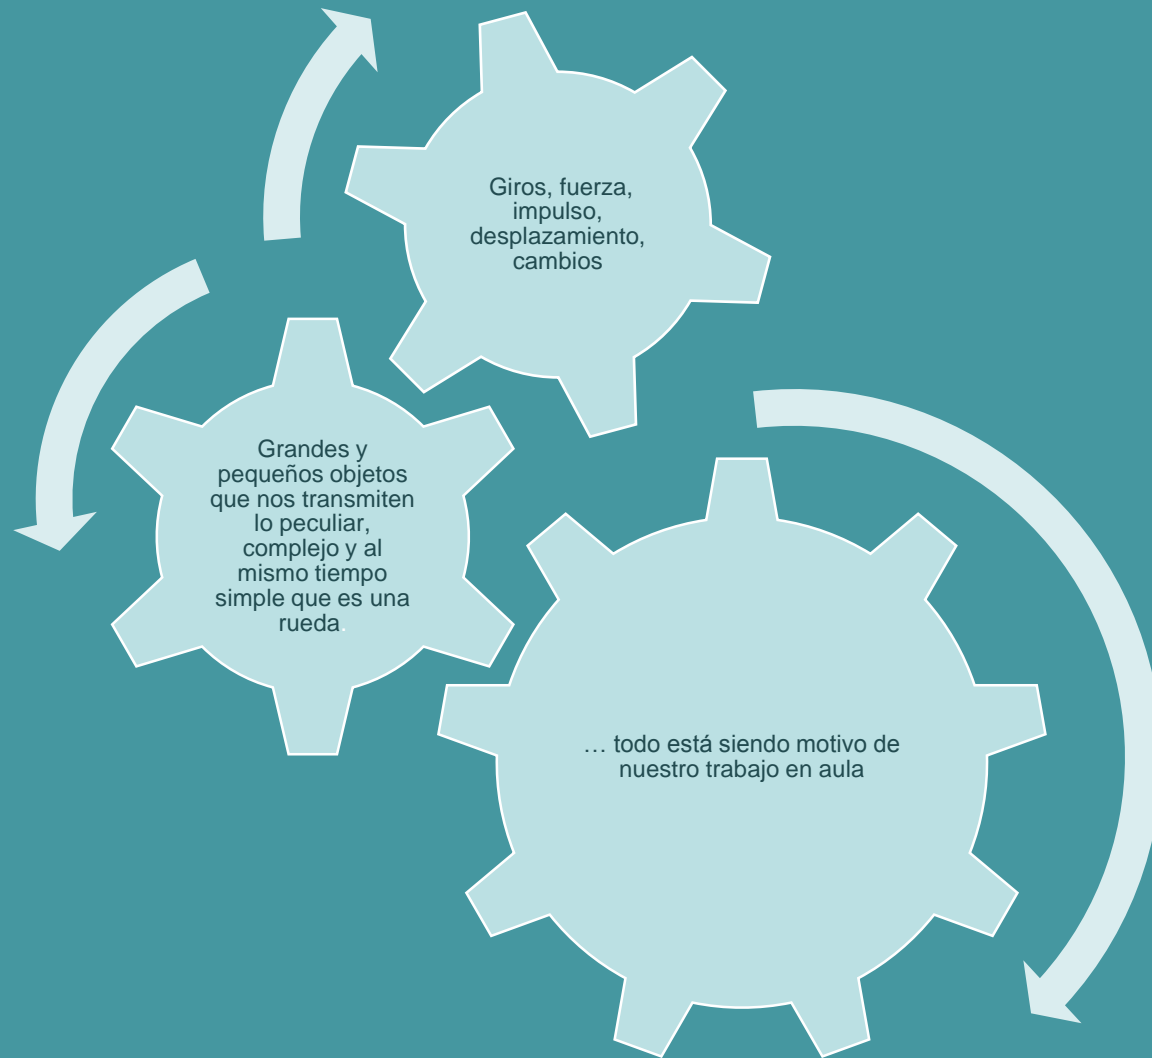 Giros, fuerza,
impulso,
desplazamiento,
cambios
Grandes y
pequeños objetos
que nos transmiten
lo peculiar,
complejo y al
mismo tiempo
simple que es una
rueda.
… todo está siendo motivo de
nuestro trabajo en aula